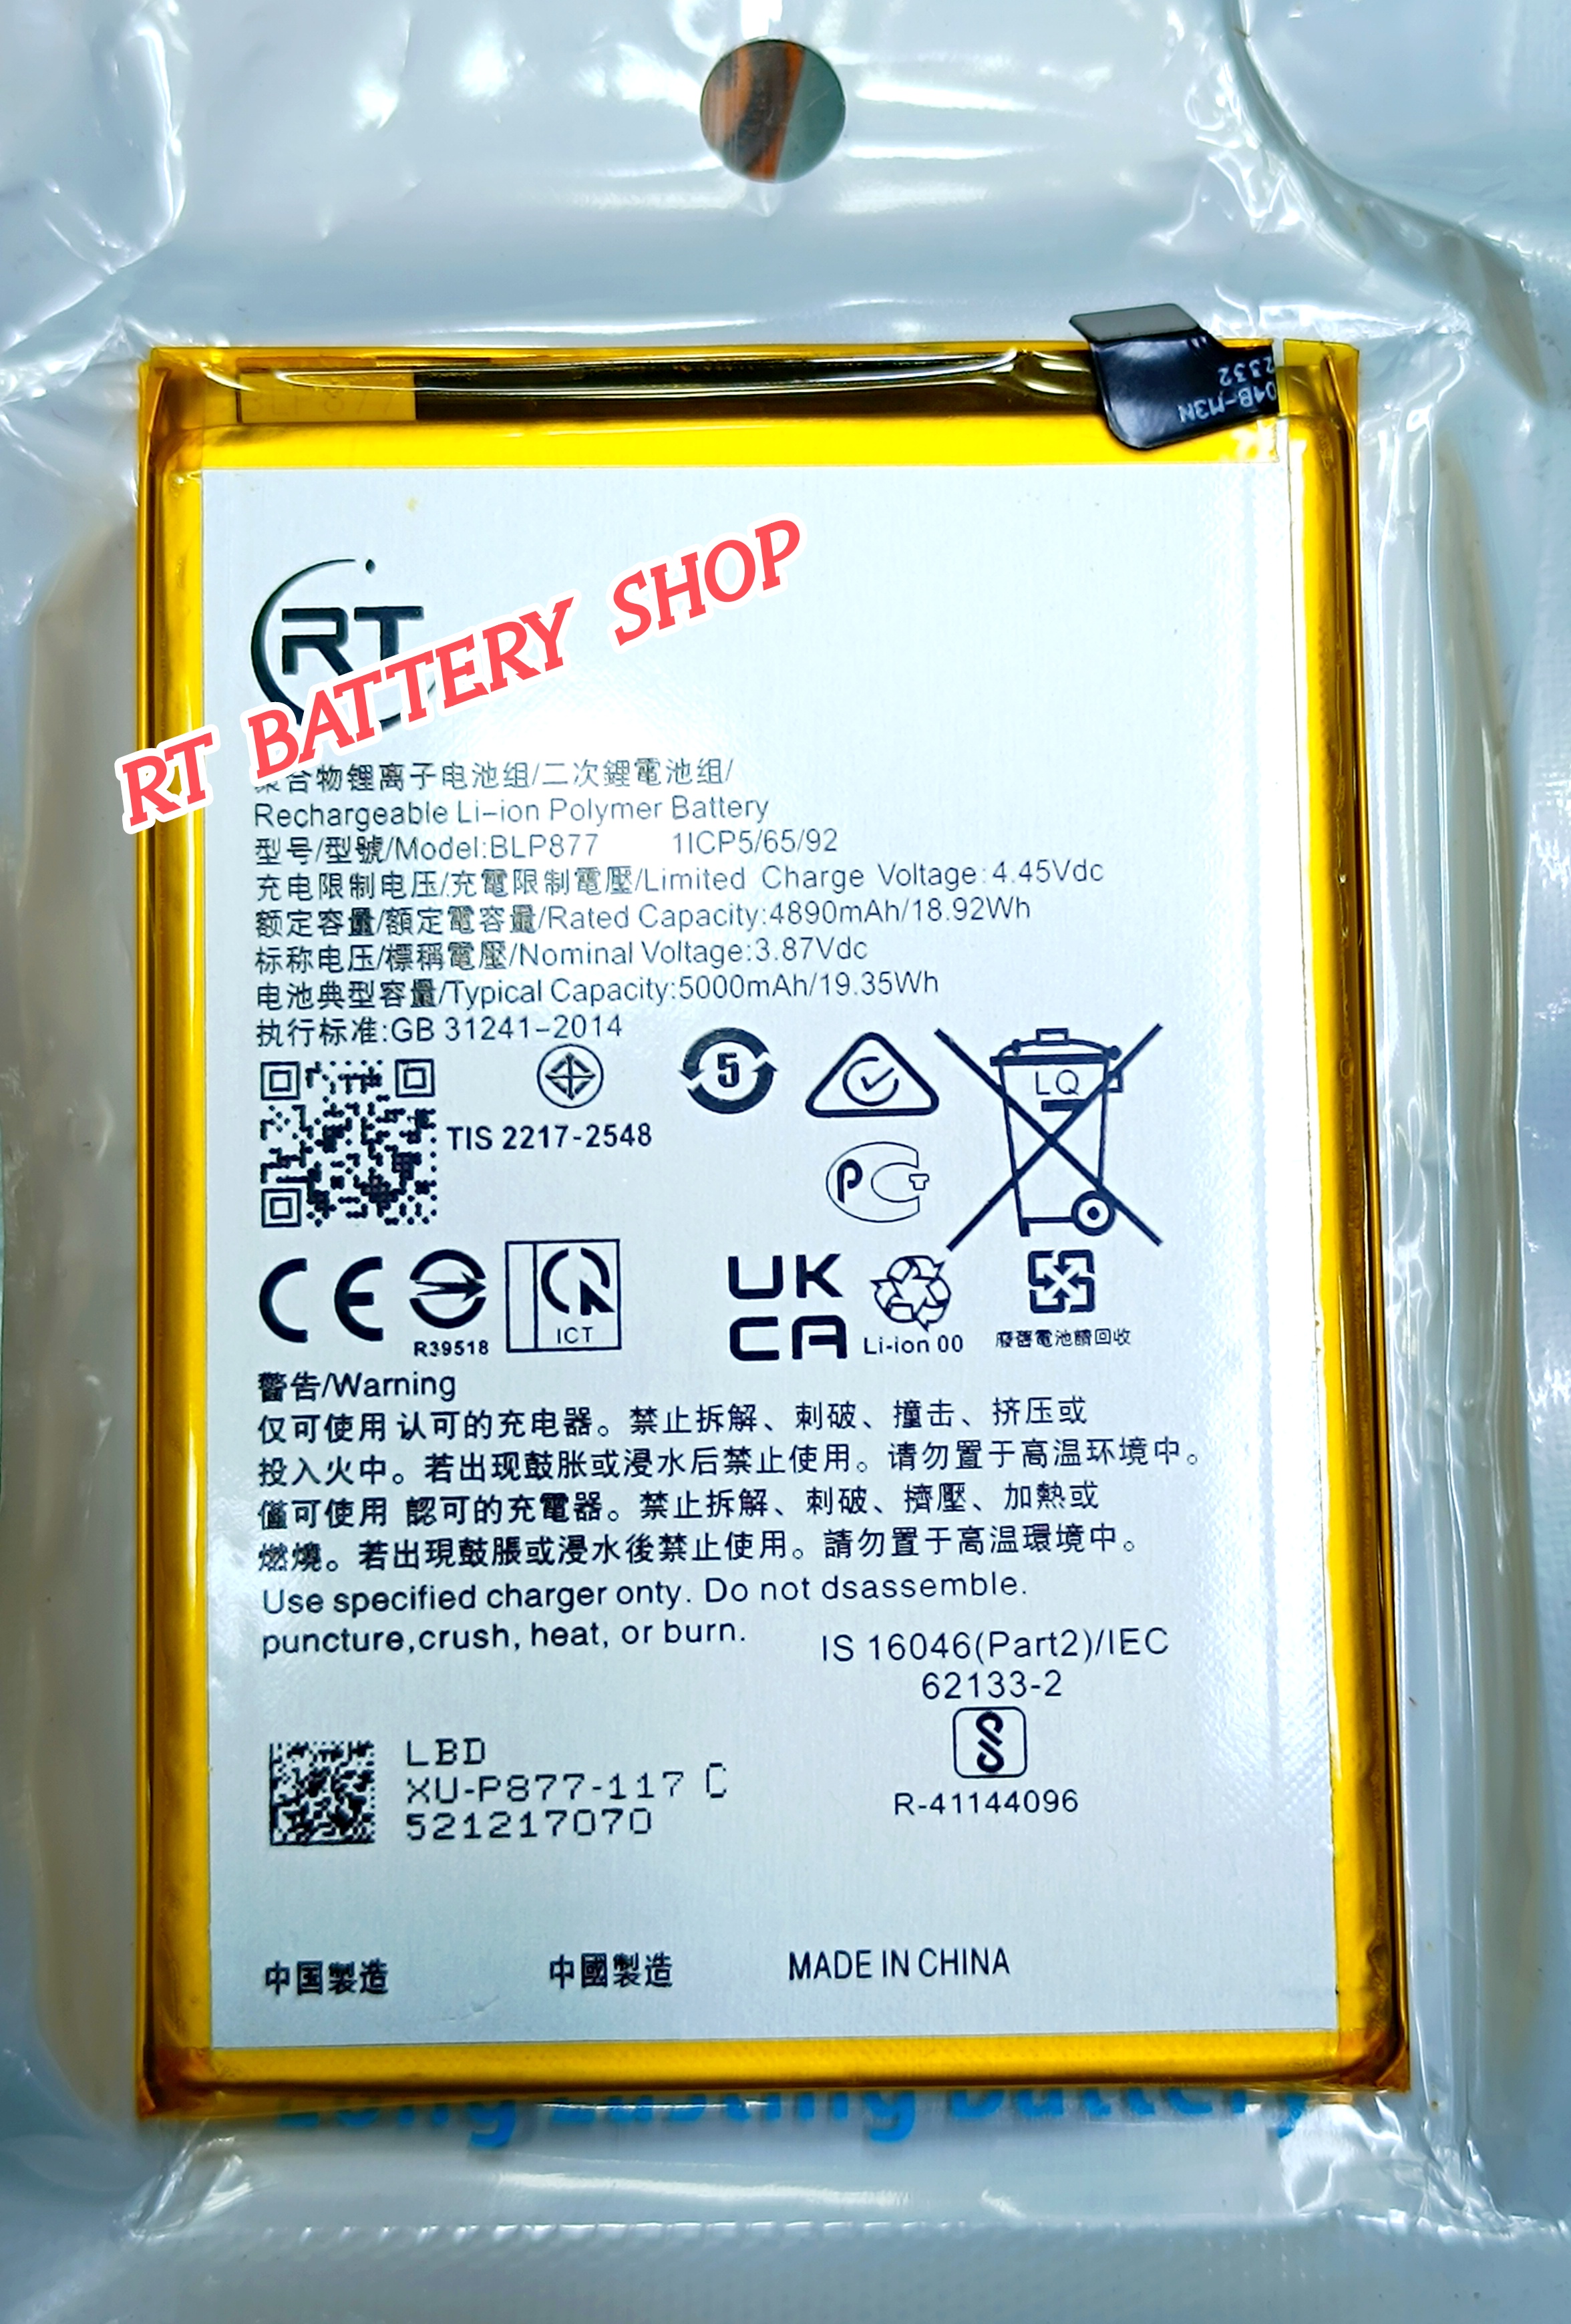 04B-M3N
2332
BLP877
RT
RT BATTERY SHOP
聚合物锂离子电池组/二次鋰電池组/
Rechargeable Li-ion Polymer Battery
型号/型號/Model:BLP877 1ICP5/65/92
充电限制电压/充電限制電壓/Limited Charge Voltage:4.45Vdc
额定容量/額定電容量/Rated Capacity:4890mAh/18.92Wh
标称电压/標稱電壓/Nominal Voltage:3.87Vdc
电池典型容量/Typical Capacity:5000mAh/19.35Wh
执行标准:GB 31241-2014
TIS 2217-2548
5
LQ
PCT
CE
R39518
ICT
UK
CA
Li-ion 00
廢舊電池請回收
警告/Warning
仅可使用 认可的充电器。禁止拆解、刺破、撞击、挤压或
投入火中。若出现鼓胀或浸水后禁止使用。请勿置于高温环境中。
僅可使用 認可的充電器。禁止拆解、刺破、擠壓、加熱或
燃燒。若出現鼓脹或浸水後禁止使用。請勿置于高温環境中。
Use specified charger onty. Do not dsassemble.
puncture,crush, heat, or burn.
IS 16046(Part2)/IEC
62133-2
R-41144096
LBD
XU-P877-117 C
521217070
中国製造 中國製造 MADE IN CHINA
Long Lasting Battery